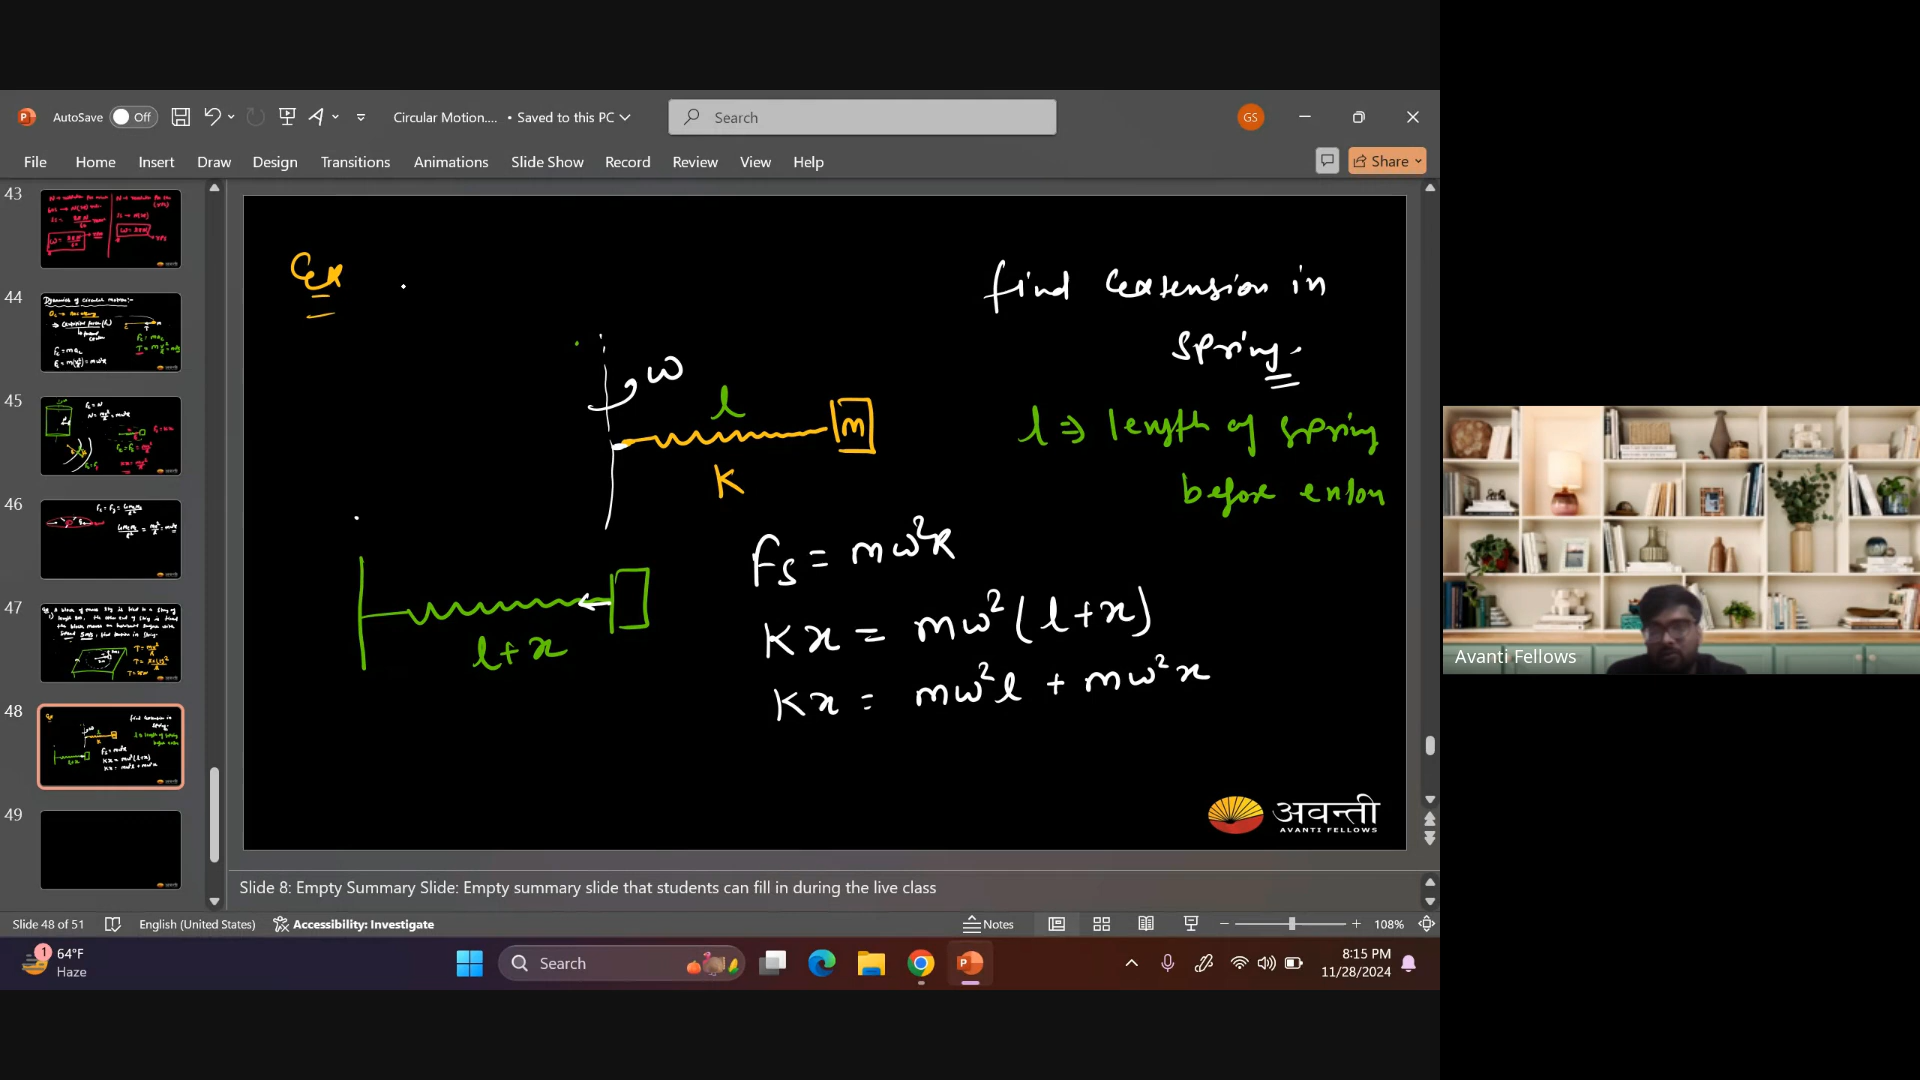 AutoSave Off Circular Motion.... • Saved to this PC Search GS
File Home Insert Draw Design Transitions Animations Slide Show Record Review View Help Share
43
44
45
46
47
48
49
Ex
find extension in
spring.
ω
l
m
K
l ⇒ length of spring
before
l+x
Fs = mω²R
Kx = mω²(l+x)
Kx = mω²l + mω²x
अवन्ती
AVANTI FELLOWS
Avanti Fellows
Slide 8: Empty Summary Slide: Empty summary slide that students can fill in during the live class
Slide 48 of 51 English (United States) Accessibility: Investigate Notes 108%
1 64°F
Haze
Search
8:15 PM
11/28/2024